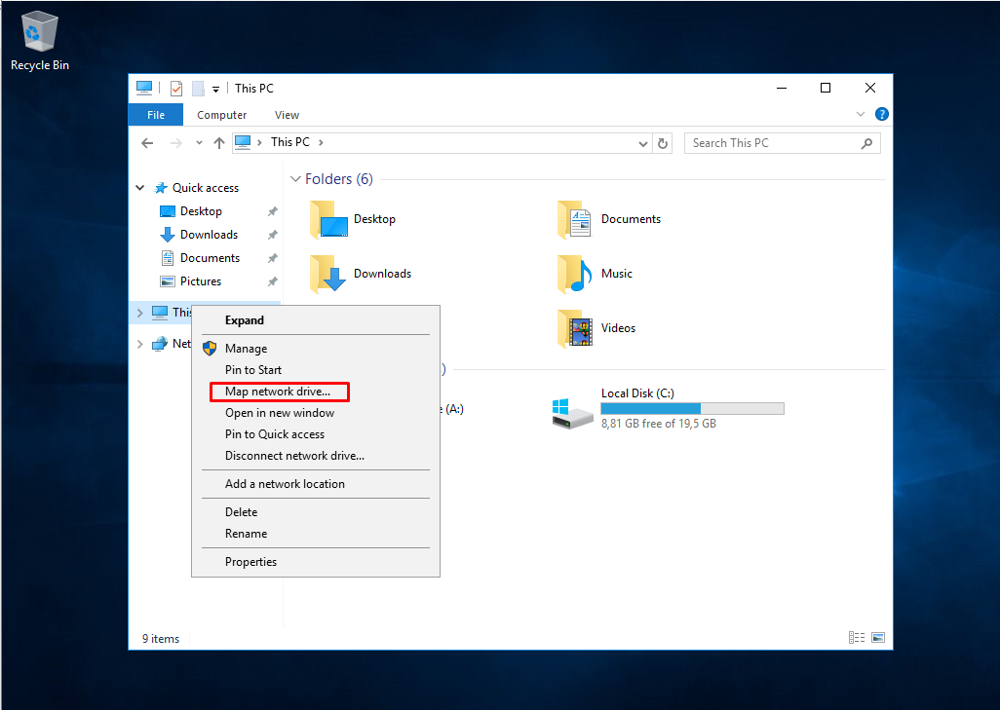 Recycle Bin
This PC
File Computer View
?
This PC
Search This PC
Quick access
Desktop
Downloads
Documents
Pictures
Folders (6)
Desktop
Documents
Downloads
Music
Videos
)
(A:)
Local Disk (C:)
8,81 GB free of 19,5 GB
Expand
Manage
Pin to Start
Map network drive...
Open in new window
Pin to Quick access
Disconnect network drive...
Add a network location
Delete
Rename
Properties
9 items